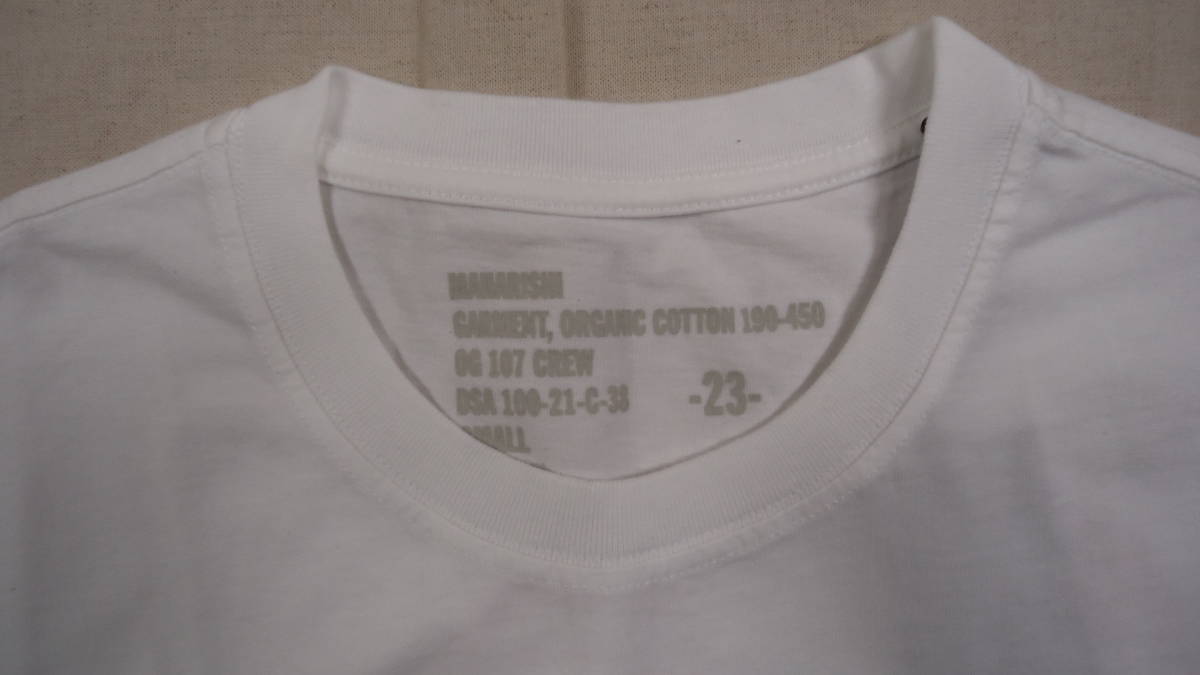 MAHARISHI
GARMENT, ORGANIC COTTON 190-450
OG 107 CREW
DSA 100-21-C-38 -23-
SMALL